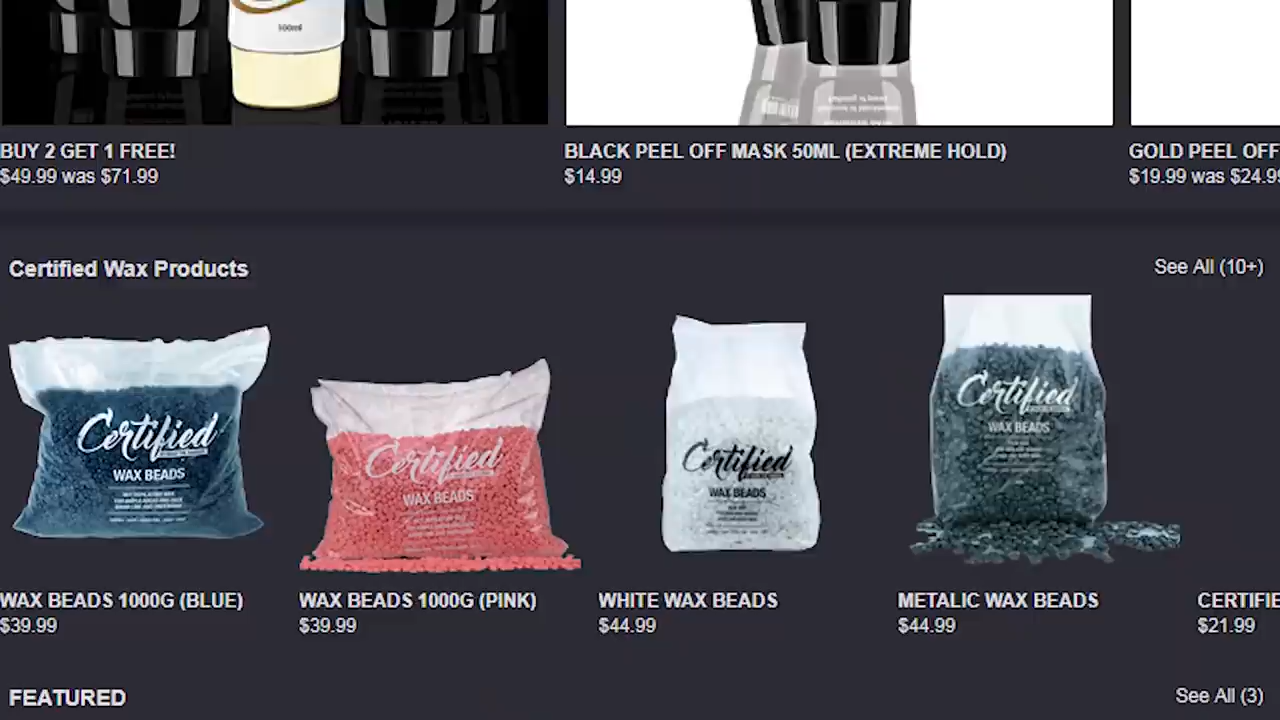 100ml
BUY 2 GET 1 FREE!
$49.99 was $71.99
BLACK PEEL OFF MASK 50ML (EXTREME HOLD)
$14.99
GOLD PEEL OFF
$19.99 was $24.99
Certified Wax Products
See All (10+)
Certified
WAX BEADS
Certified
WAX BEADS
Certified
WAX BEADS
Certified
WAX BEADS
WAX BEADS 1000G (BLUE)
$39.99
WAX BEADS 1000G (PINK)
$39.99
WHITE WAX BEADS
$44.99
METALIC WAX BEADS
$44.99
CERTIFIE
$21.99
FEATURED
See All (3)